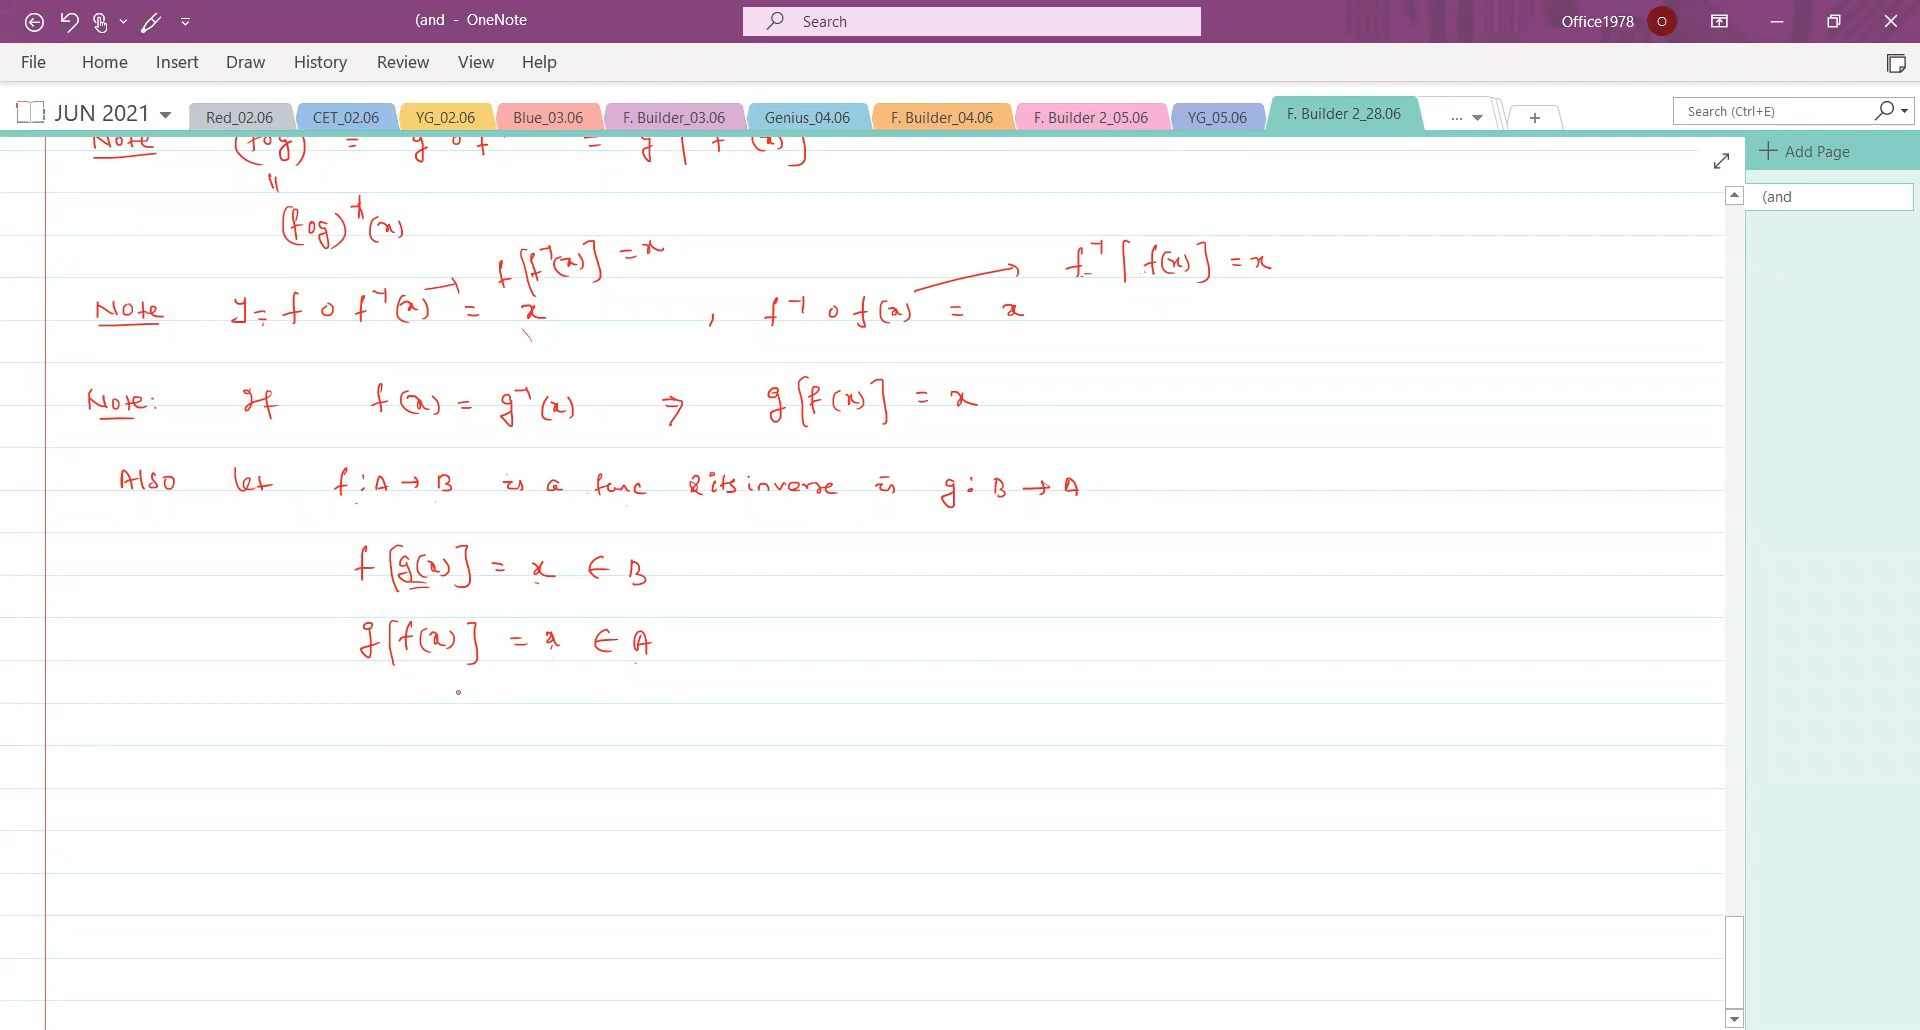 (and - OneNote
Search
Office1978
File Home Insert Draw History Review View Help
JUN 2021
Red_02.06 CET_02.06 YG_02.06 Blue_03.06 F. Builder_03.06 Genius_04.06 F. Builder_04.06 F. Builder 2_05.06 YG_05.06 F. Builder 2_28.06 ... +
Search (Ctrl+E)
Add Page
(and
Note (fog) = g o f = g [ f (x) ]
(fog)⁻¹(x)
f[f⁻¹(x)] = x
f⁻¹[f(x)] = x
Note y = f o f⁻¹(x) = x , f⁻¹ o f(x) = x
Note: If f(x) = g⁻¹(x) ⇒ g[f(x)] = x
Also let f : A → B is a func & its inverse is g : B → A
f[g(x)] = x ∈ B
g[f(x)] = x ∈ A